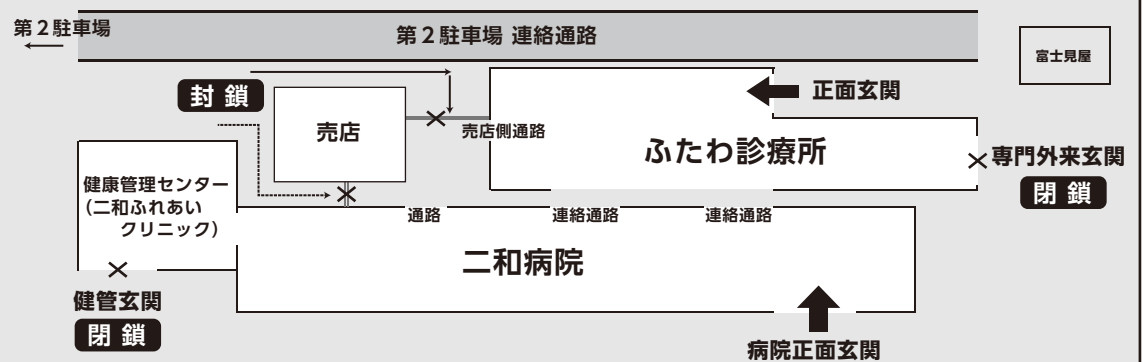 第２駐車場
第２駐車場 連絡通路
富士見屋
封鎖
正面玄関
売店
売店側通路
ふたわ診療所
専門外来玄関
閉鎖
健康管理センター
（二和ふれあい
クリニック）
通路
連絡通路
連絡通路
二和病院
健管玄関
閉鎖
病院正面玄関